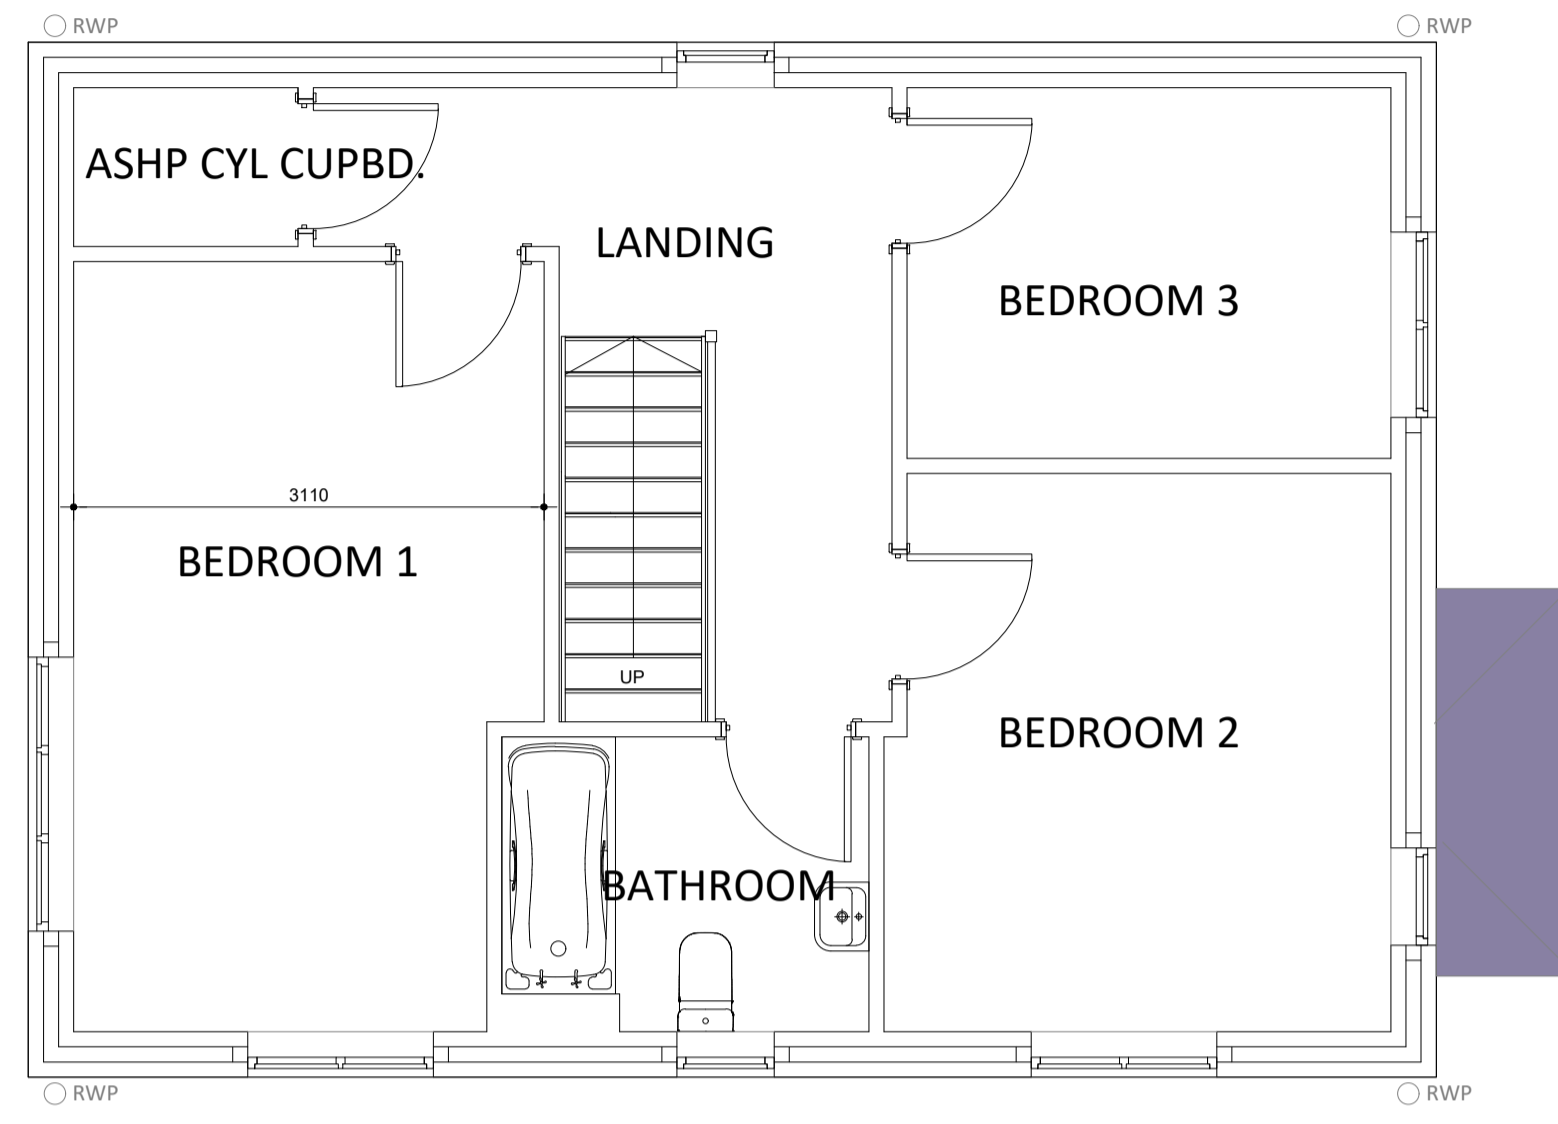 RWP
RWP
ASHP CYL CUPBD.
LANDING
BEDROOM 3
3110
BEDROOM 1
UP
BEDROOM 2
BATHROOM
RWP
RWP